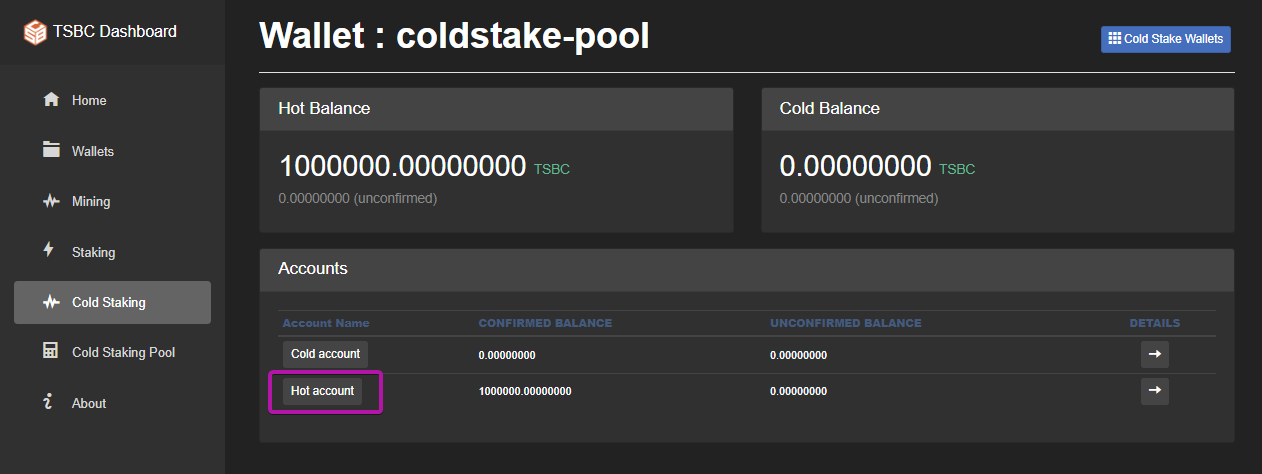 TSBC Dashboard
Home
Wallets
Mining
Staking
Cold Staking
Cold Staking Pool
About
Wallet : coldstake-pool
Cold Stake Wallets
Hot Balance
1000000.00000000 TSBC
0.00000000 (unconfirmed)
Cold Balance
0.00000000 TSBC
0.00000000 (unconfirmed)
Accounts
Account Name CONFIRMED BALANCE UNCONFIRMED BALANCE DETAILS
Cold account 0.00000000 0.00000000
Hot account 1000000.00000000 0.00000000